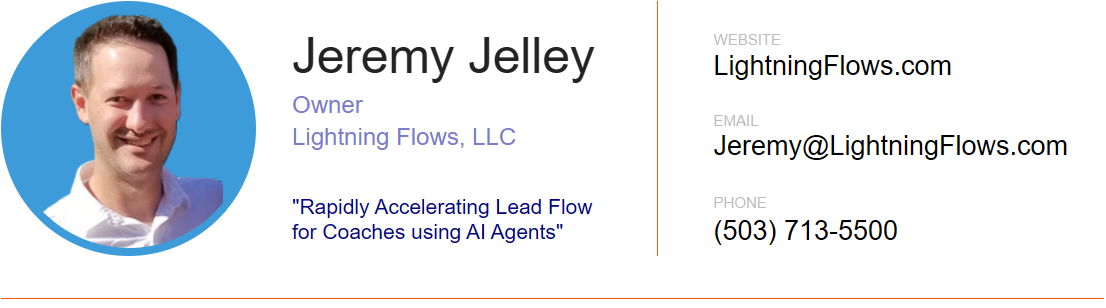 Jeremy Jelley
Owner
Lightning Flows, LLC
"Rapidly Accelerating Lead Flow
for Coaches using AI Agents"
WEBSITE
LightningFlows.com
EMAIL
Jeremy@LightningFlows.com
PHONE
(503) 713-5500